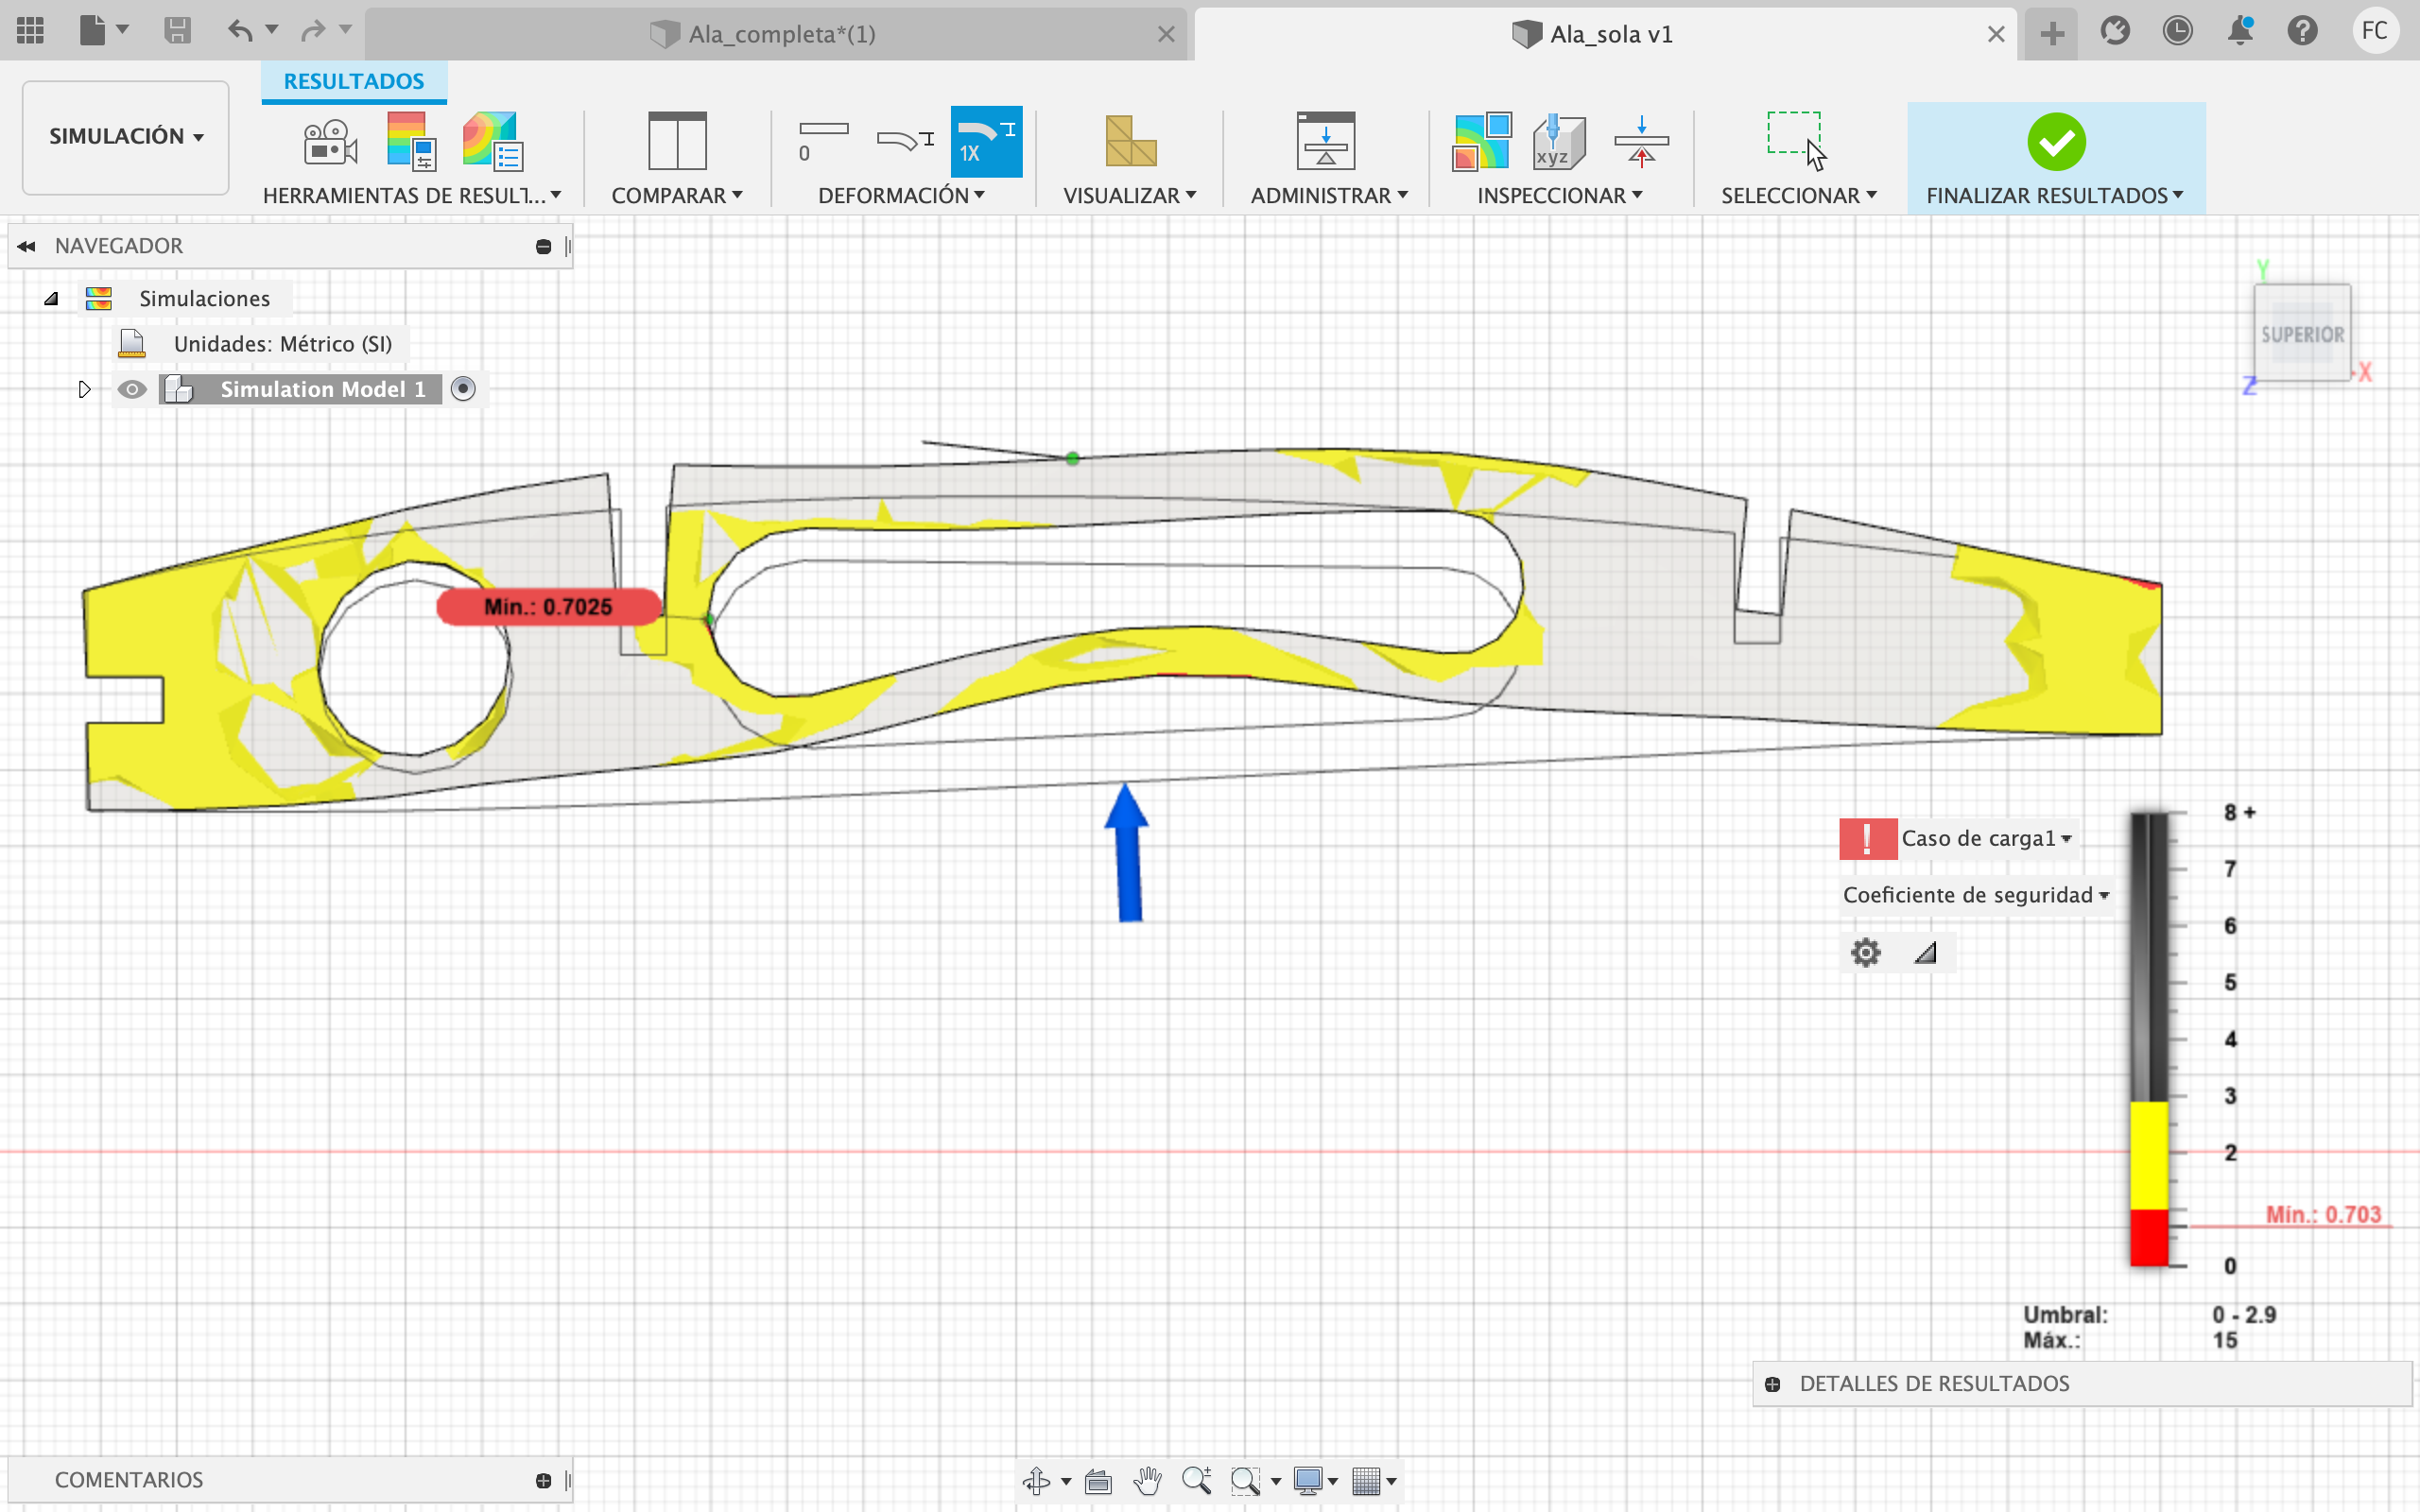 Ala_completa*(1)
Ala_sola v1
FC
RESULTADOS
SIMULACIÓN
0
1X
xyz
HERRAMIENTAS DE RESULT...
COMPARAR
DEFORMACIÓN
VISUALIZAR
ADMINISTRAR
INSPECCIONAR
SELECCIONAR
FINALIZAR RESULTADOS
NAVEGADOR
Simulaciones
Unidades: Métrico (SI)
Simulation Model 1
Y
SUPERIOR
X
Z
Mín.: 0.7025
Caso de carga1
Coeficiente de seguridad
8 +
7
6
5
4
3
2
Mín.: 0.703
0
Umbral: 0 - 2.9
Máx.: 15
DETALLES DE RESULTADOS
COMENTARIOS